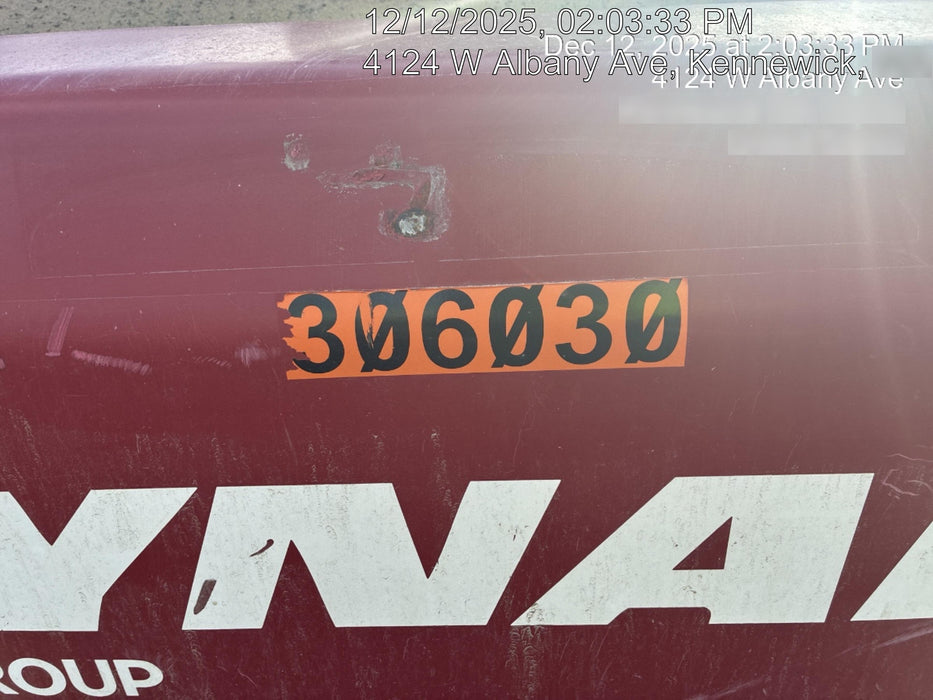 12/12/2025, 02:03:33 PM
Dec 12, 2025 at 2:03:33 PM
4124 W Albany Ave, Kennewick,
4124 W Albany Ave
3Ø6Ø3Ø
YNA
ROUP